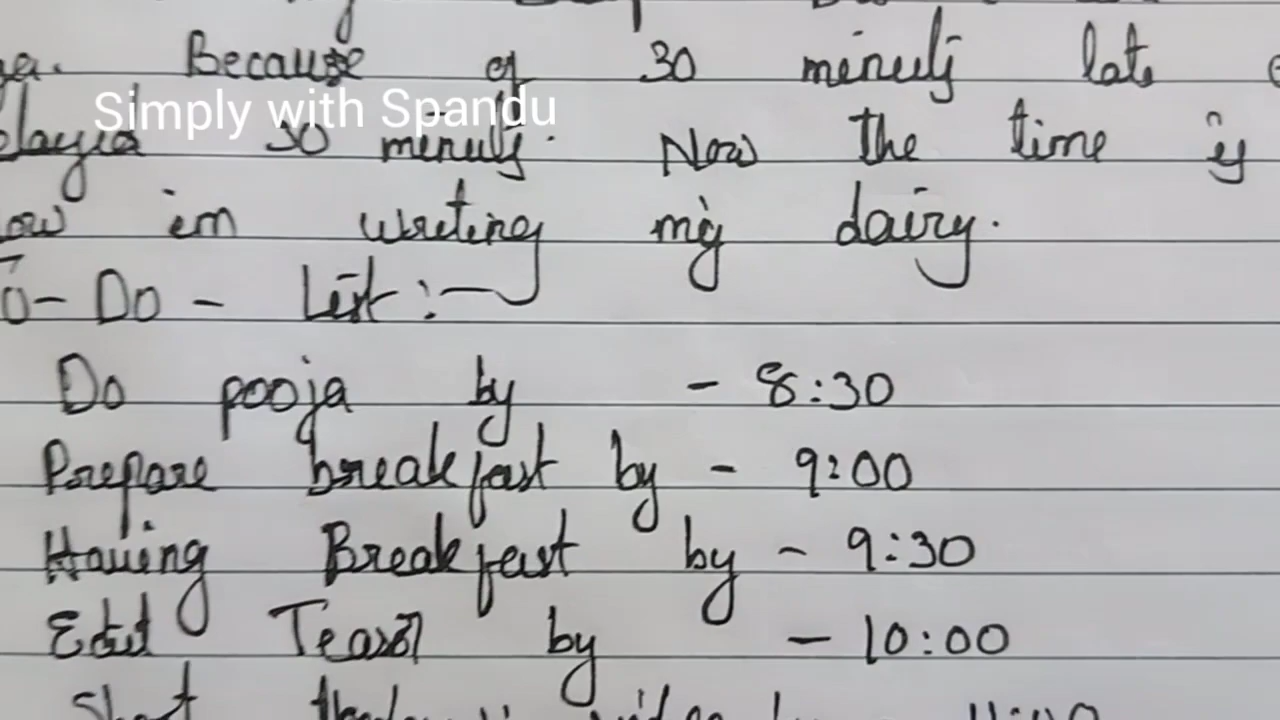 Because of 30 minuts late
Simply with Spandu
30 minuts. Now the time is
im writing my dairy.
To-Do- List:-
Do pooja by - 8:30
Prepare breakfast by - 9:00
Having Breakfast by - 9:30
Edit by - 10:00